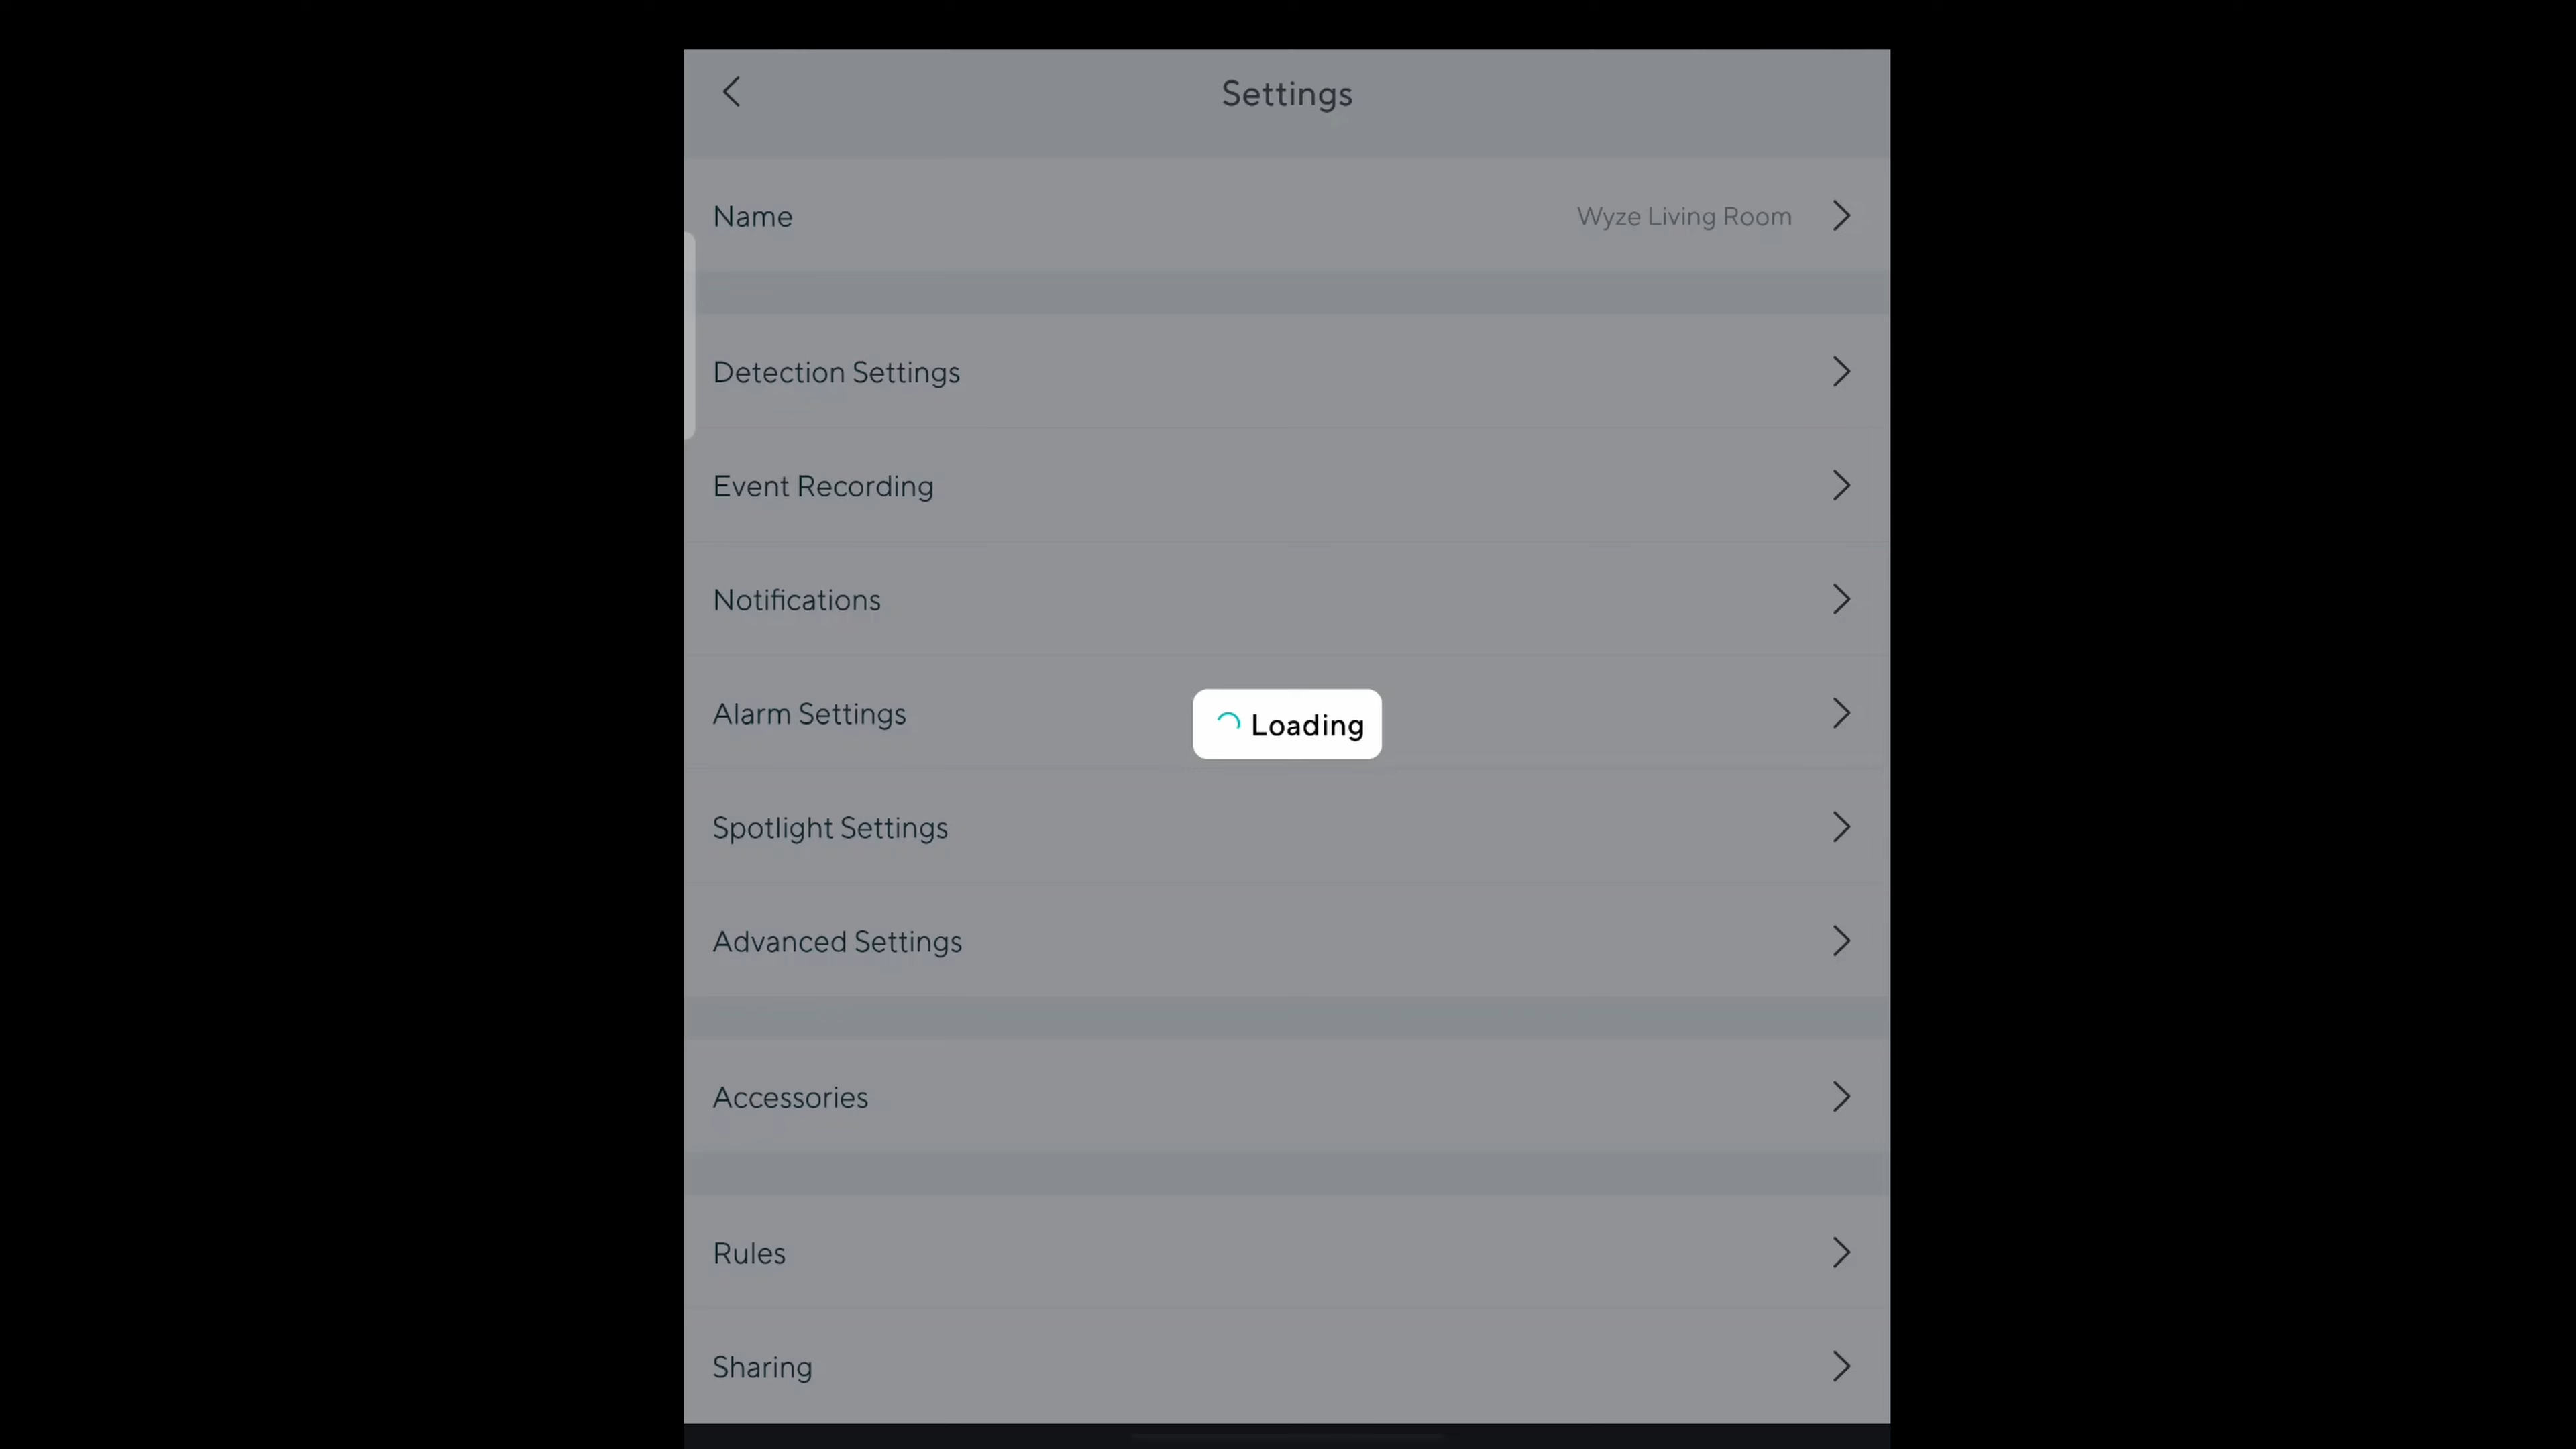 Settings
Name Wyze Living Room
Detection Settings
Event Recording
Notifications
Alarm Settings
Loading
Spotlight Settings
Advanced Settings
Accessories
Rules
Sharing